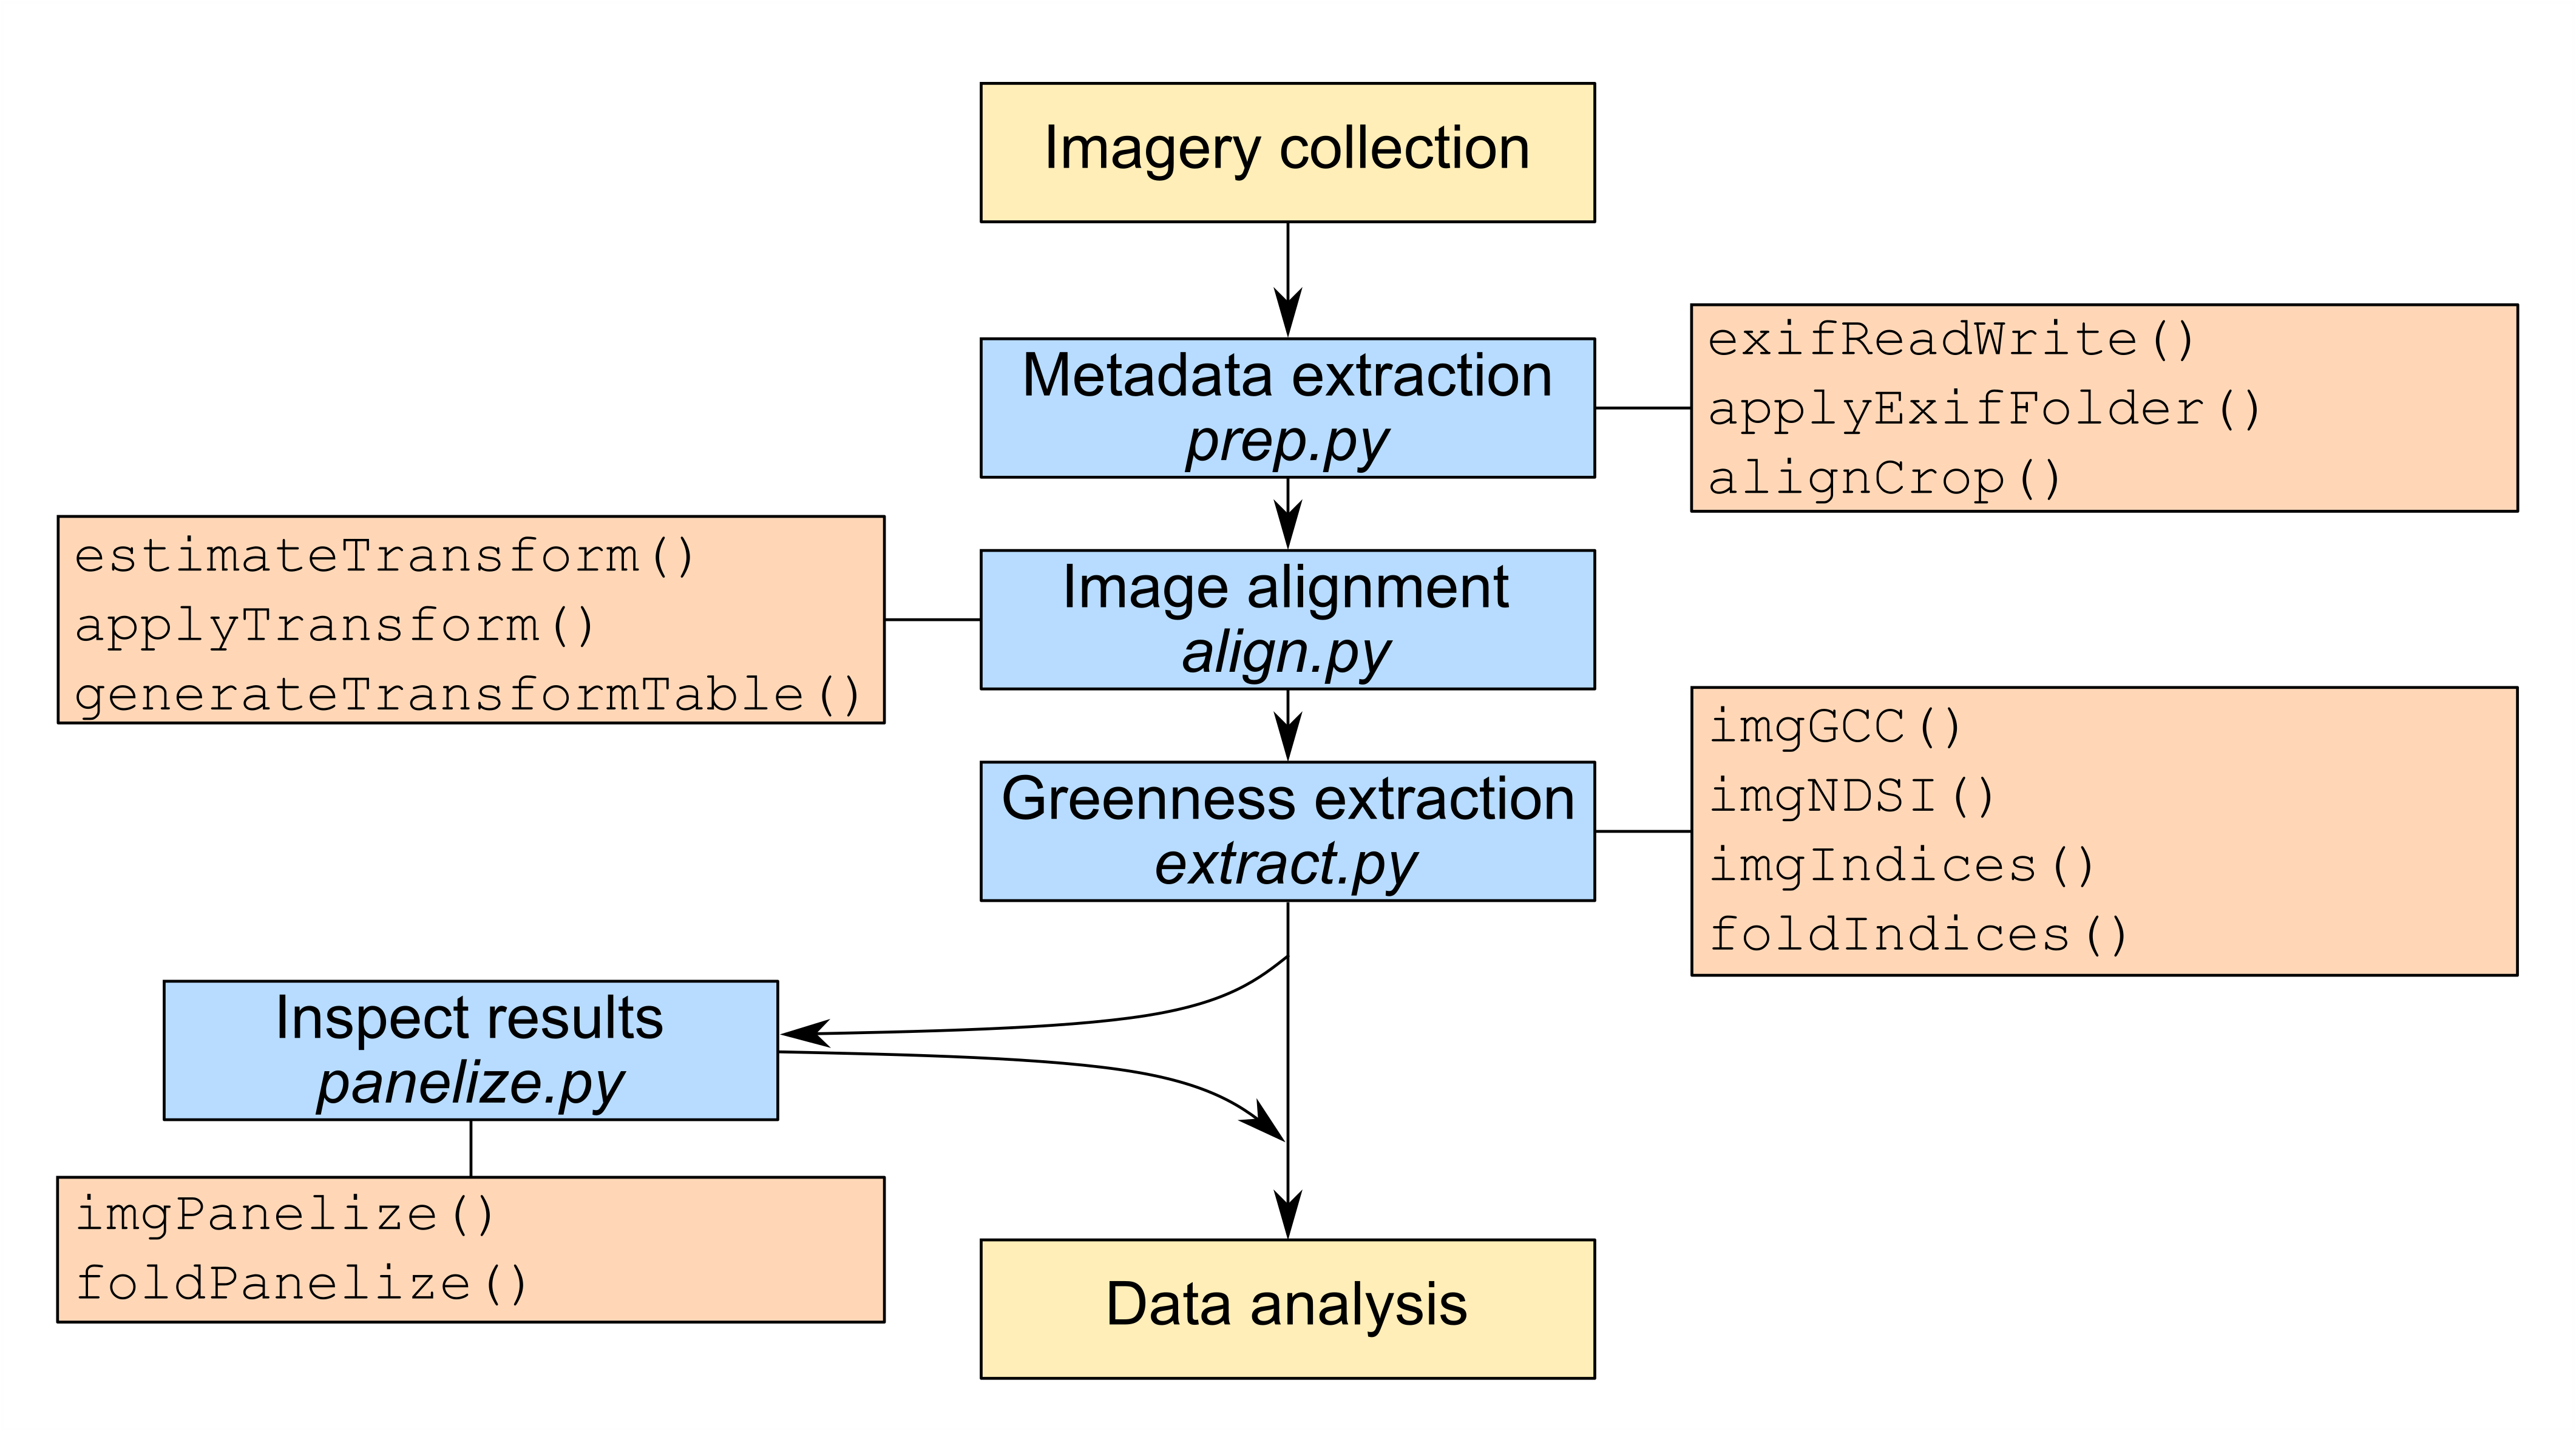 Imagery collection
Metadata extraction
prep.py
exifReadWrite()
applyExifFolder()
alignCrop()
Image alignment
align.py
estimateTransform()
applyTransform()
generateTransformTable()
Greenness extraction
extract.py
imgGCC()
imgNDSI()
imgIndices()
foldIndices()
Inspect results
panelize.py
imgPanelize()
foldPanelize()
Data analysis